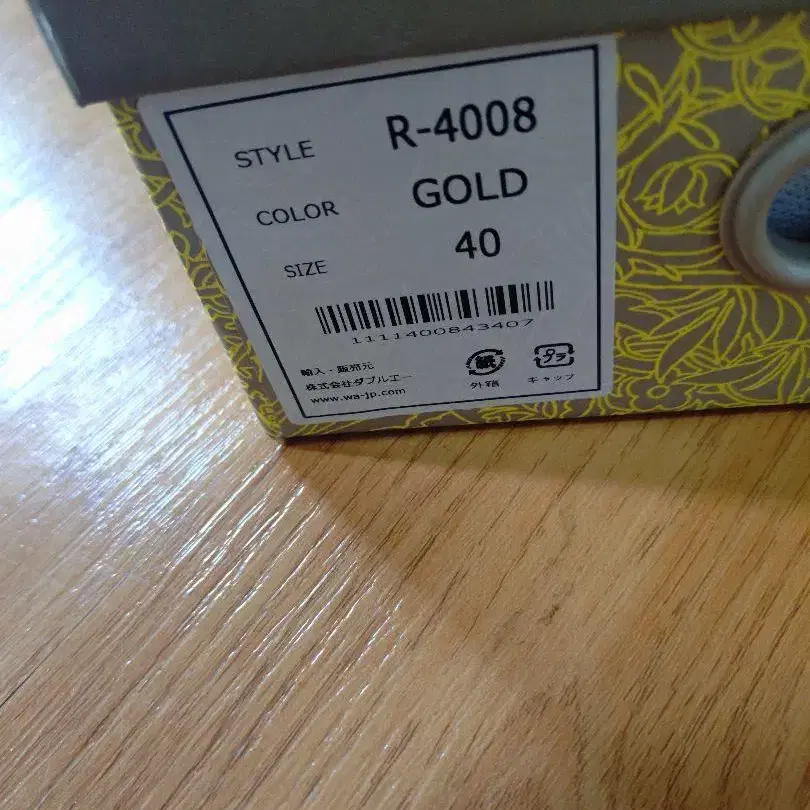 STYLE R-4008
COLOR GOLD
SIZE 40
1111400843407
輸入・販売元
株式会社ダブルエー
www.wa-jp.com
紙
外箱
プラ
キャップ